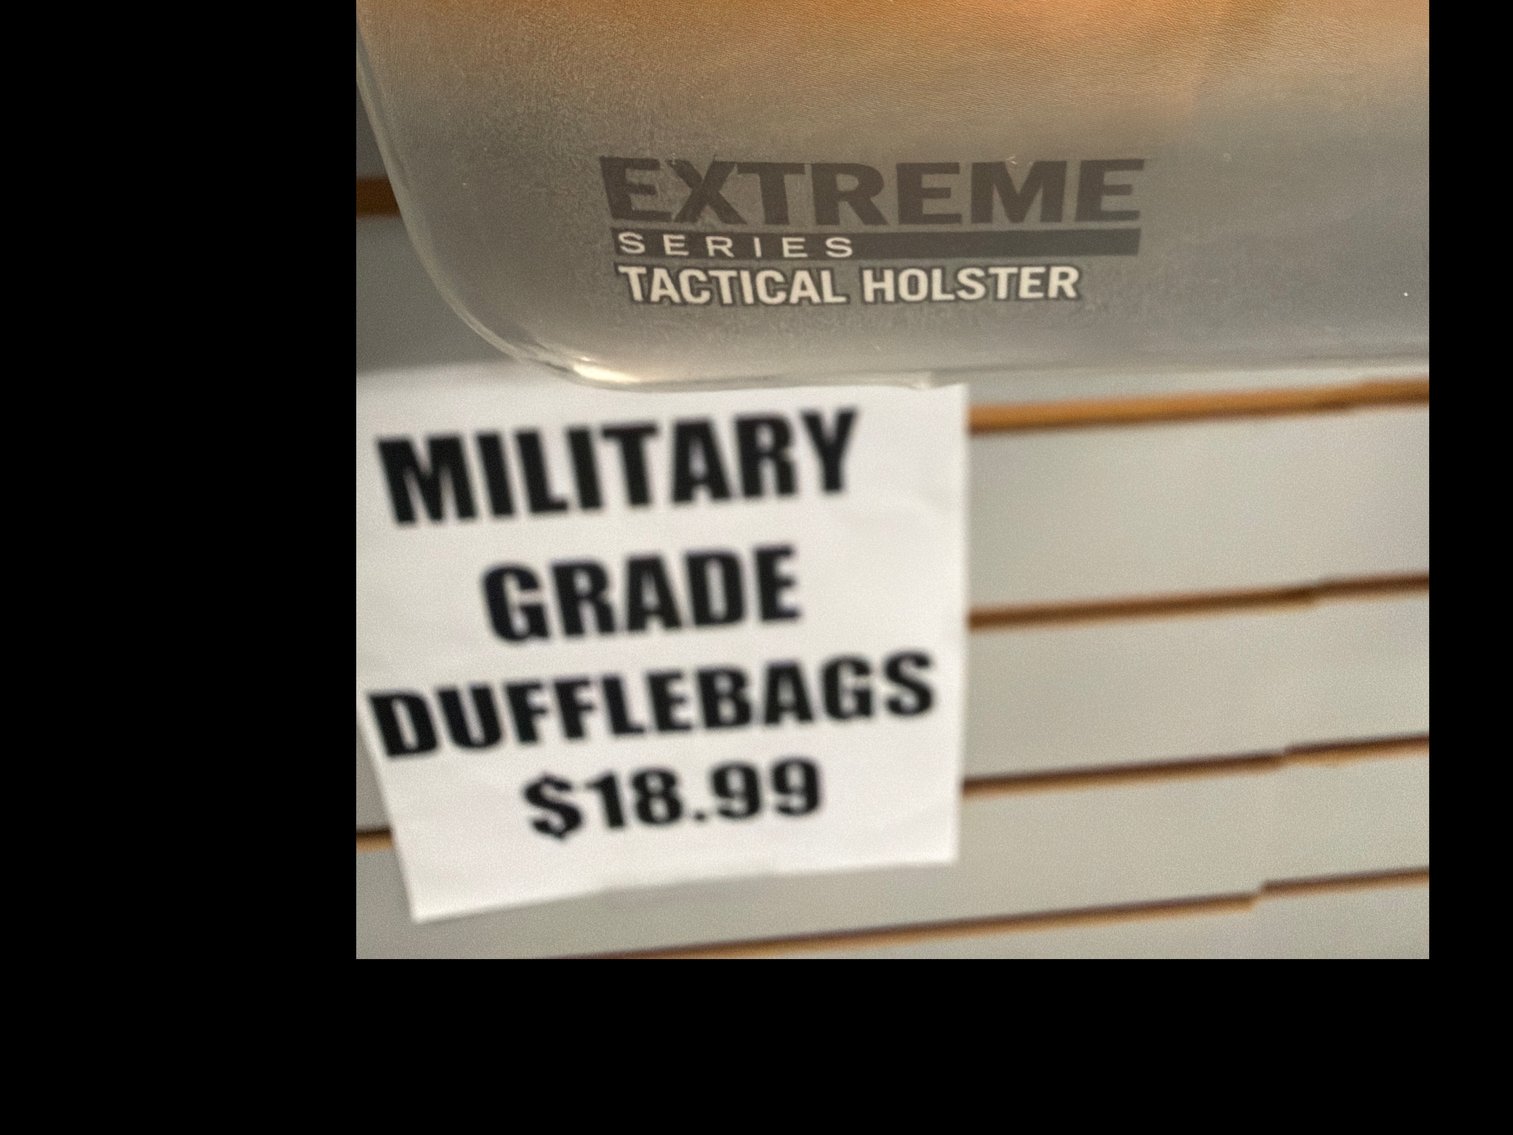 EXTREME
SERIES
TACTICAL HOLSTER
MILITARY
GRADE
DUFFLEBAGS
$18.99